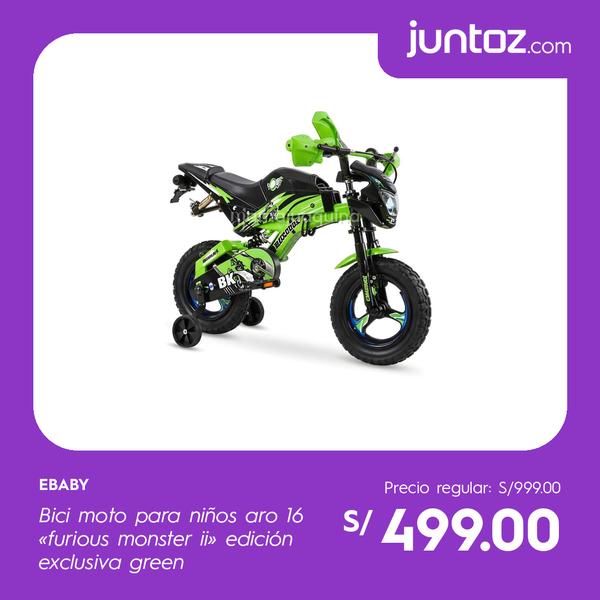 juntoz.com
BK
EBABY
Bici moto para niños aro 16
«furious monster ii» edición
exclusiva green
Precio regular: S/999.00
S/ 499.00